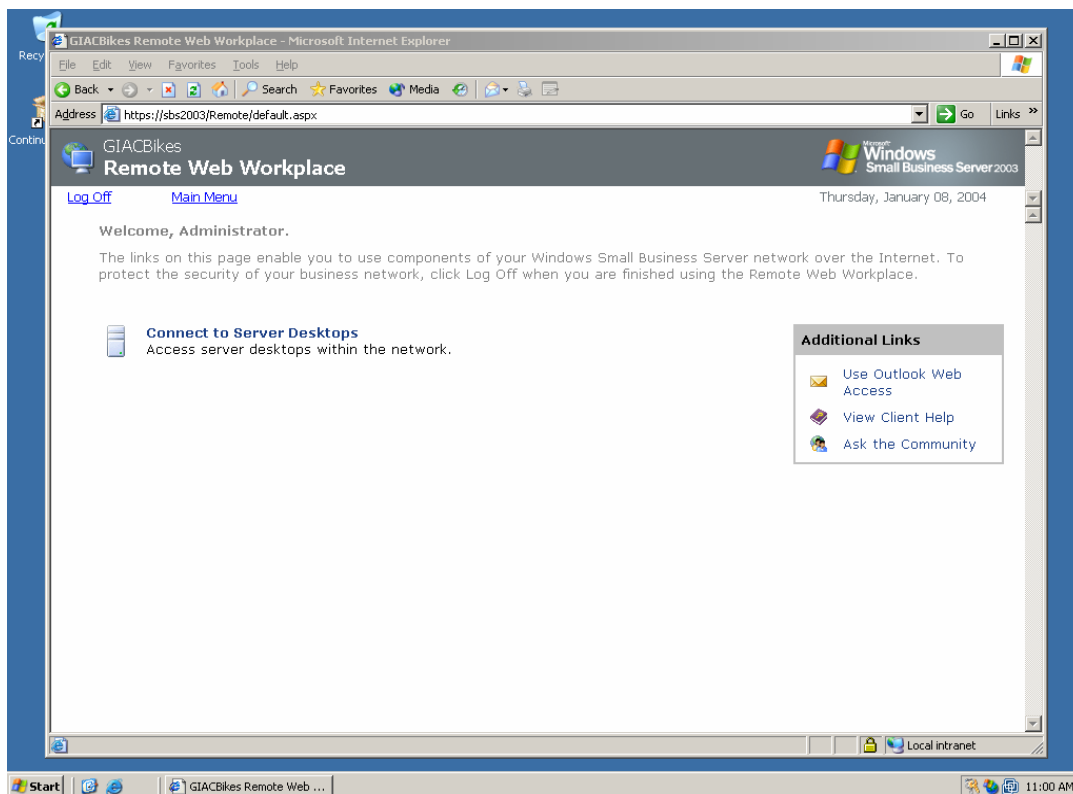 Recy
Continu
GIACBikes Remote Web Workplace - Microsoft Internet Explorer
File Edit View Favorites Tools Help
Back Search Favorites Media
Address https://sbs2003/Remote/default.aspx Go Links »
GIACBikes
Remote Web Workplace
Microsoft
Windows
Small Business Server 2003
Log Off Main Menu Thursday, January 08, 2004
Welcome, Administrator.
The links on this page enable you to use components of your Windows Small Business Server network over the Internet. To
protect the security of your business network, click Log Off when you are finished using the Remote Web Workplace.
Connect to Server Desktops
Access server desktops within the network.
Additional Links
Use Outlook Web
Access
View Client Help
Ask the Community
Local intranet
Start GIACBikes Remote Web ... 11:00 AM